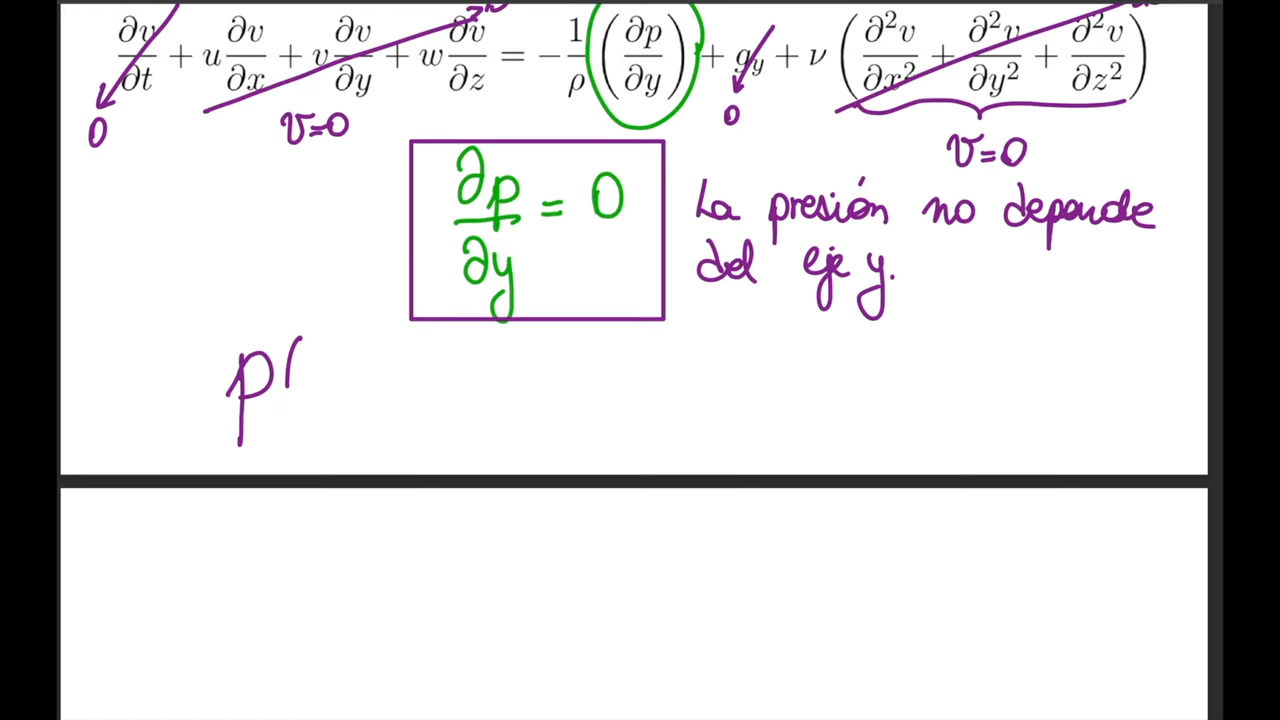 ∂v/∂t + u ∂v/∂x + v ∂v/∂y + w ∂v/∂z = −1/ρ (∂p/∂y) + g_y + ν (∂²v/∂x² + ∂²v/∂y² + ∂²v/∂z²)
0 v=0 0 v=0
∂p/∂y = 0
La presión no depende
del eje y.
p(